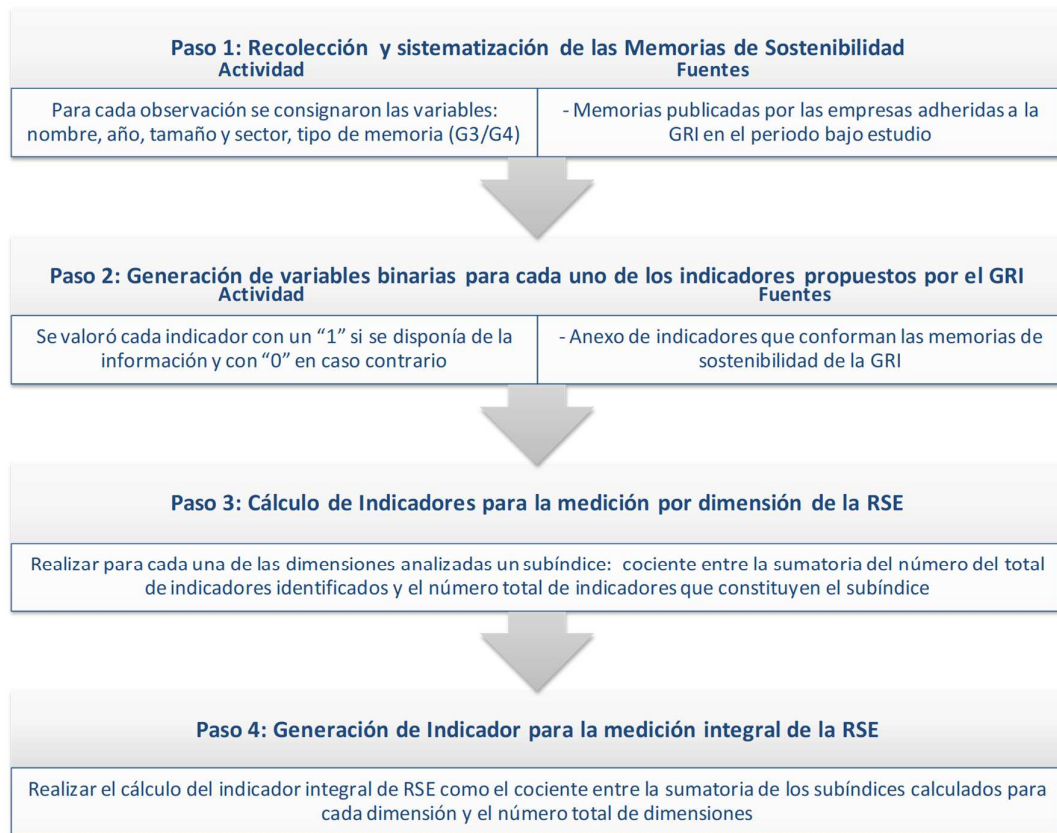 Paso 1: Recolección y sistematización de las Memorias de Sostenibilidad
Actividad
Fuentes
Para cada observación se consignaron las variables:
nombre, año, tamaño y sector, tipo de memoria (G3/G4)
- Memorias publicadas por las empresas adheridas a la
GRI en el periodo bajo estudio
Paso 2: Generación de variables binarias para cada uno de los indicadores propuestos por el GRI
Actividad
Fuentes
Se valoró cada indicador con un “1” si se disponía de la
información y con “0” en caso contrario
- Anexo de indicadores que conforman las memorias de
sostenibilidad de la GRI
Paso 3: Cálculo de Indicadores para la medición por dimensión de la RSE
Realizar para cada una de las dimensiones analizadas un subíndice: cociente entre la sumatoria del número del total
de indicadores identificados y el número total de indicadores que constituyen el subíndice
Paso 4: Generación de Indicador para la medición integral de la RSE
Realizar el cálculo del indicador integral de RSE como el cociente entre la sumatoria de los subíndices calculados para
cada dimensión y el número total de dimensiones